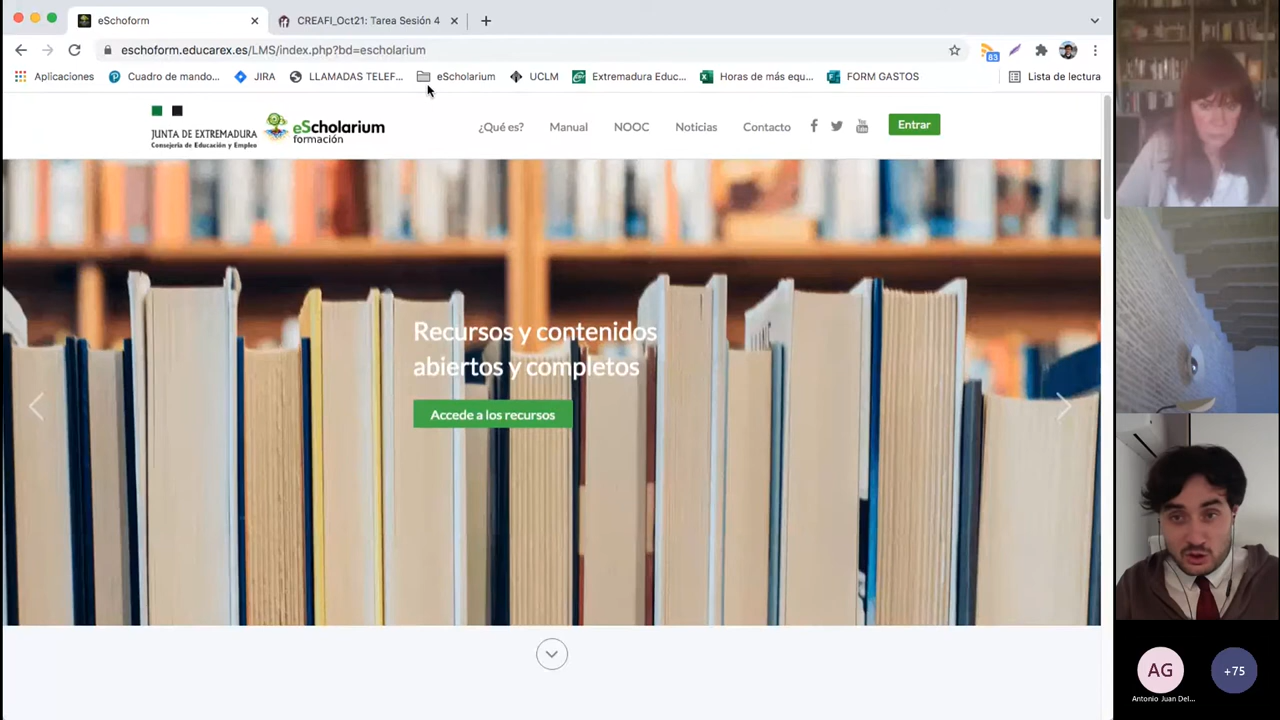 eSchoform
CREAFI_Oct21: Tarea Sesión 4
eschoform.educarex.es/LMS/index.php?bd=escholarium
83
Aplicaciones
Cuadro de mando...
JIRA
LLAMADAS TELEF...
eScholarium
UCLM
Extremadura Educ...
Horas de más equ...
FORM GASTOS
Lista de lectura
JUNTA DE EXTREMADURA
Consejería de Educación y Empleo
eScholarium
formación
¿Qué es?
Manual
NOOC
Noticias
Contacto
Entrar
Recursos y contenidos
abiertos y completos
Accede a los recursos
AG
Antonio Juan Del...
+75